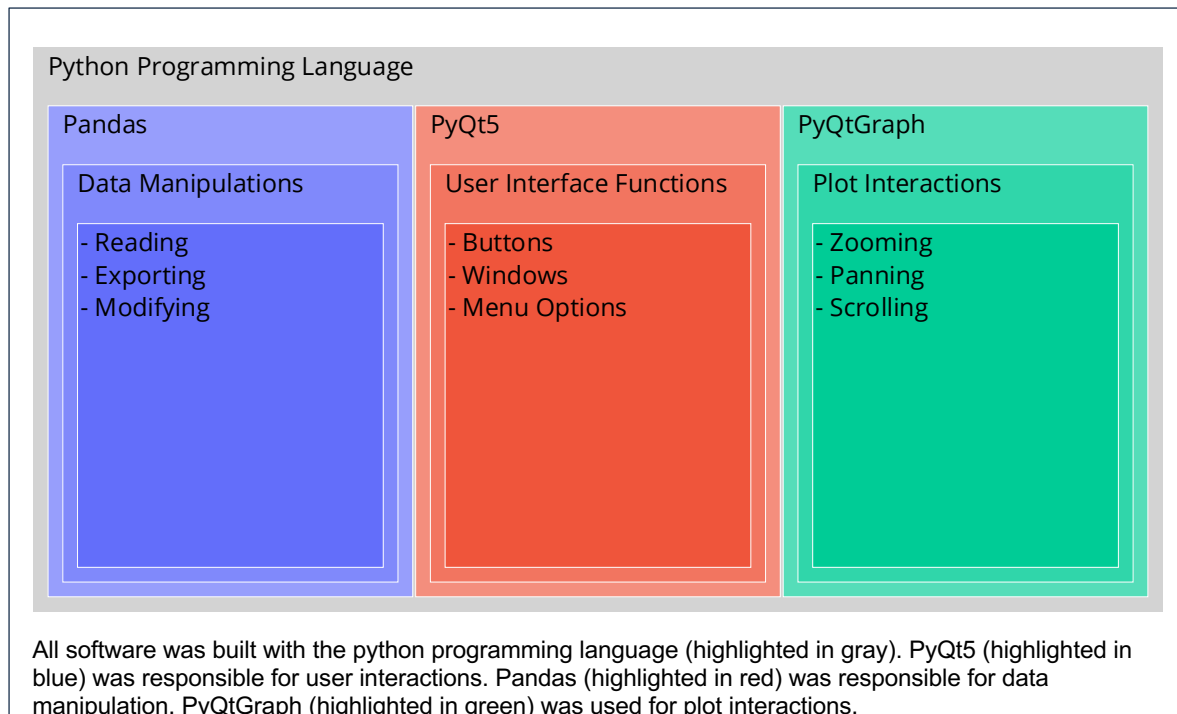 Python Programming Language
Pandas
Data Manipulations
- Reading
- Exporting
- Modifying
PyQt5
User Interface Functions
- Buttons
- Windows
- Menu Options
PyQtGraph
Plot Interactions
- Zooming
- Panning
- Scrolling
All software was built with the python programming language (highlighted in gray). PyQt5 (highlighted in
blue) was responsible for user interactions. Pandas (highlighted in red) was responsible for data
manipulation. PyQtGraph (highlighted in green) was used for plot interactions.